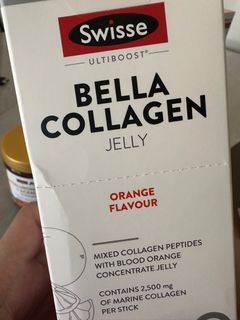 Swisse
ULTIBOOST®
BELLA
COLLAGEN
JELLY
ORANGE
FLAVOUR
MIXED COLLAGEN PEPTIDES
WITH BLOOD ORANGE
CONCENTRATE JELLY
CONTAINS 2,500 mg
OF MARINE COLLAGEN
PER STICK